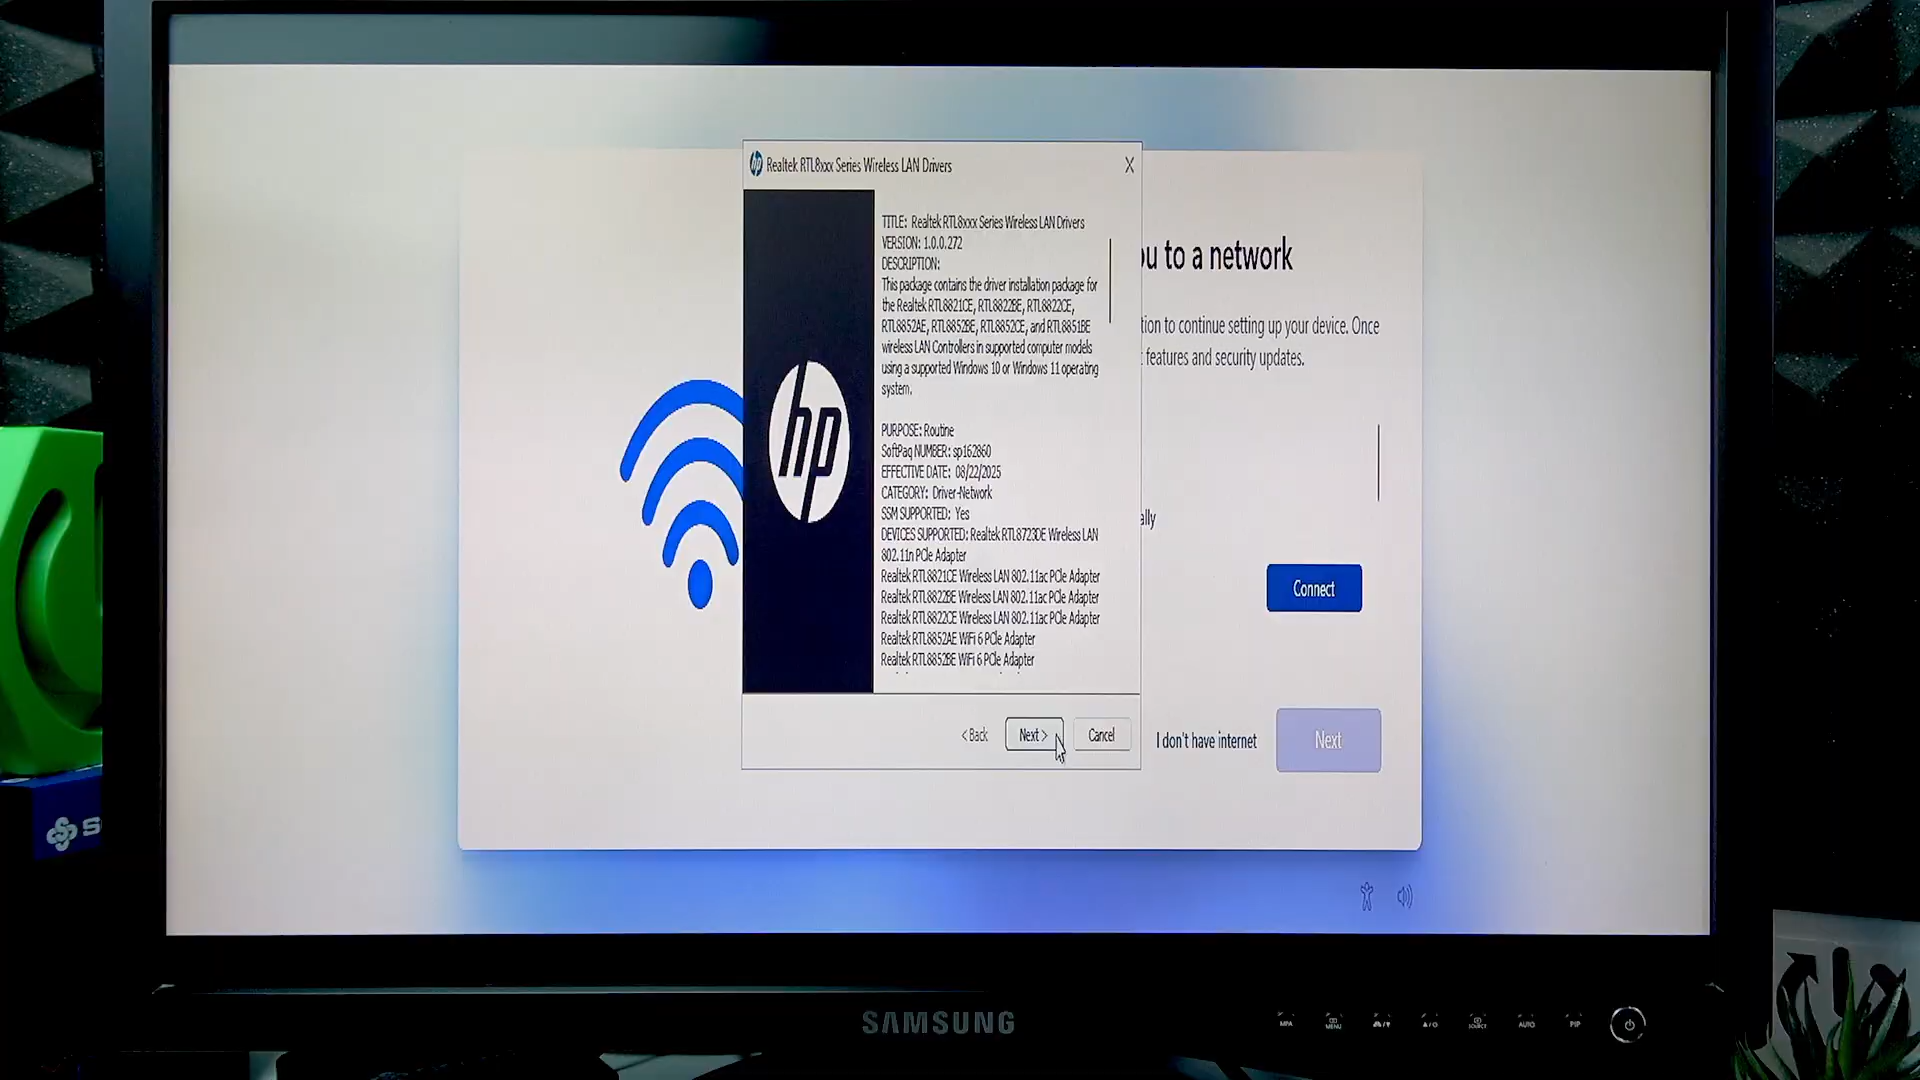 Realtek RTL8xxx Series Wireless LAN Drivers
TITLE: Realtek RTL8xxx Series Wireless LAN Drivers
VERSION: 1.0.0.272
DESCRIPTION:
This package contains the driver installation package for
the Realtek RTL8821CE, RTL8822BE, RTL8822CE,
RTL8852AE, RTL8852BE, RTL8852CE, and RTL8851BE
wireless LAN Controllers in supported computer models
using a supported Windows 10 or Windows 11 operating
system.
PURPOSE: Routine
SoftPaq NUMBER: sp162860
EFFECTIVE DATE: 08/22/2025
CATEGORY: Driver-Network
SSM SUPPORTED: Yes
DEVICES SUPPORTED: Realtek RTL8723DE Wireless LAN
802.11n PCIe Adapter
Realtek RTL8821CE Wireless LAN 802.11ac PCIe Adapter
Realtek RTL8822BE Wireless LAN 802.11ac PCIe Adapter
Realtek RTL8822CE Wireless LAN 802.11ac PCIe Adapter
Realtek RTL8852AE WiFi 6 PCIe Adapter
Realtek RTL8852BE WiFi 6 PCIe Adapter
hp
< Back
Next >
Cancel
ou to a network
tion to continue setting up your device. Once
t features and security updates.
ally
Connect
I don't have internet
Next
SAMSUNG
MPA
MENU
SOURCE
AUTO
PIP